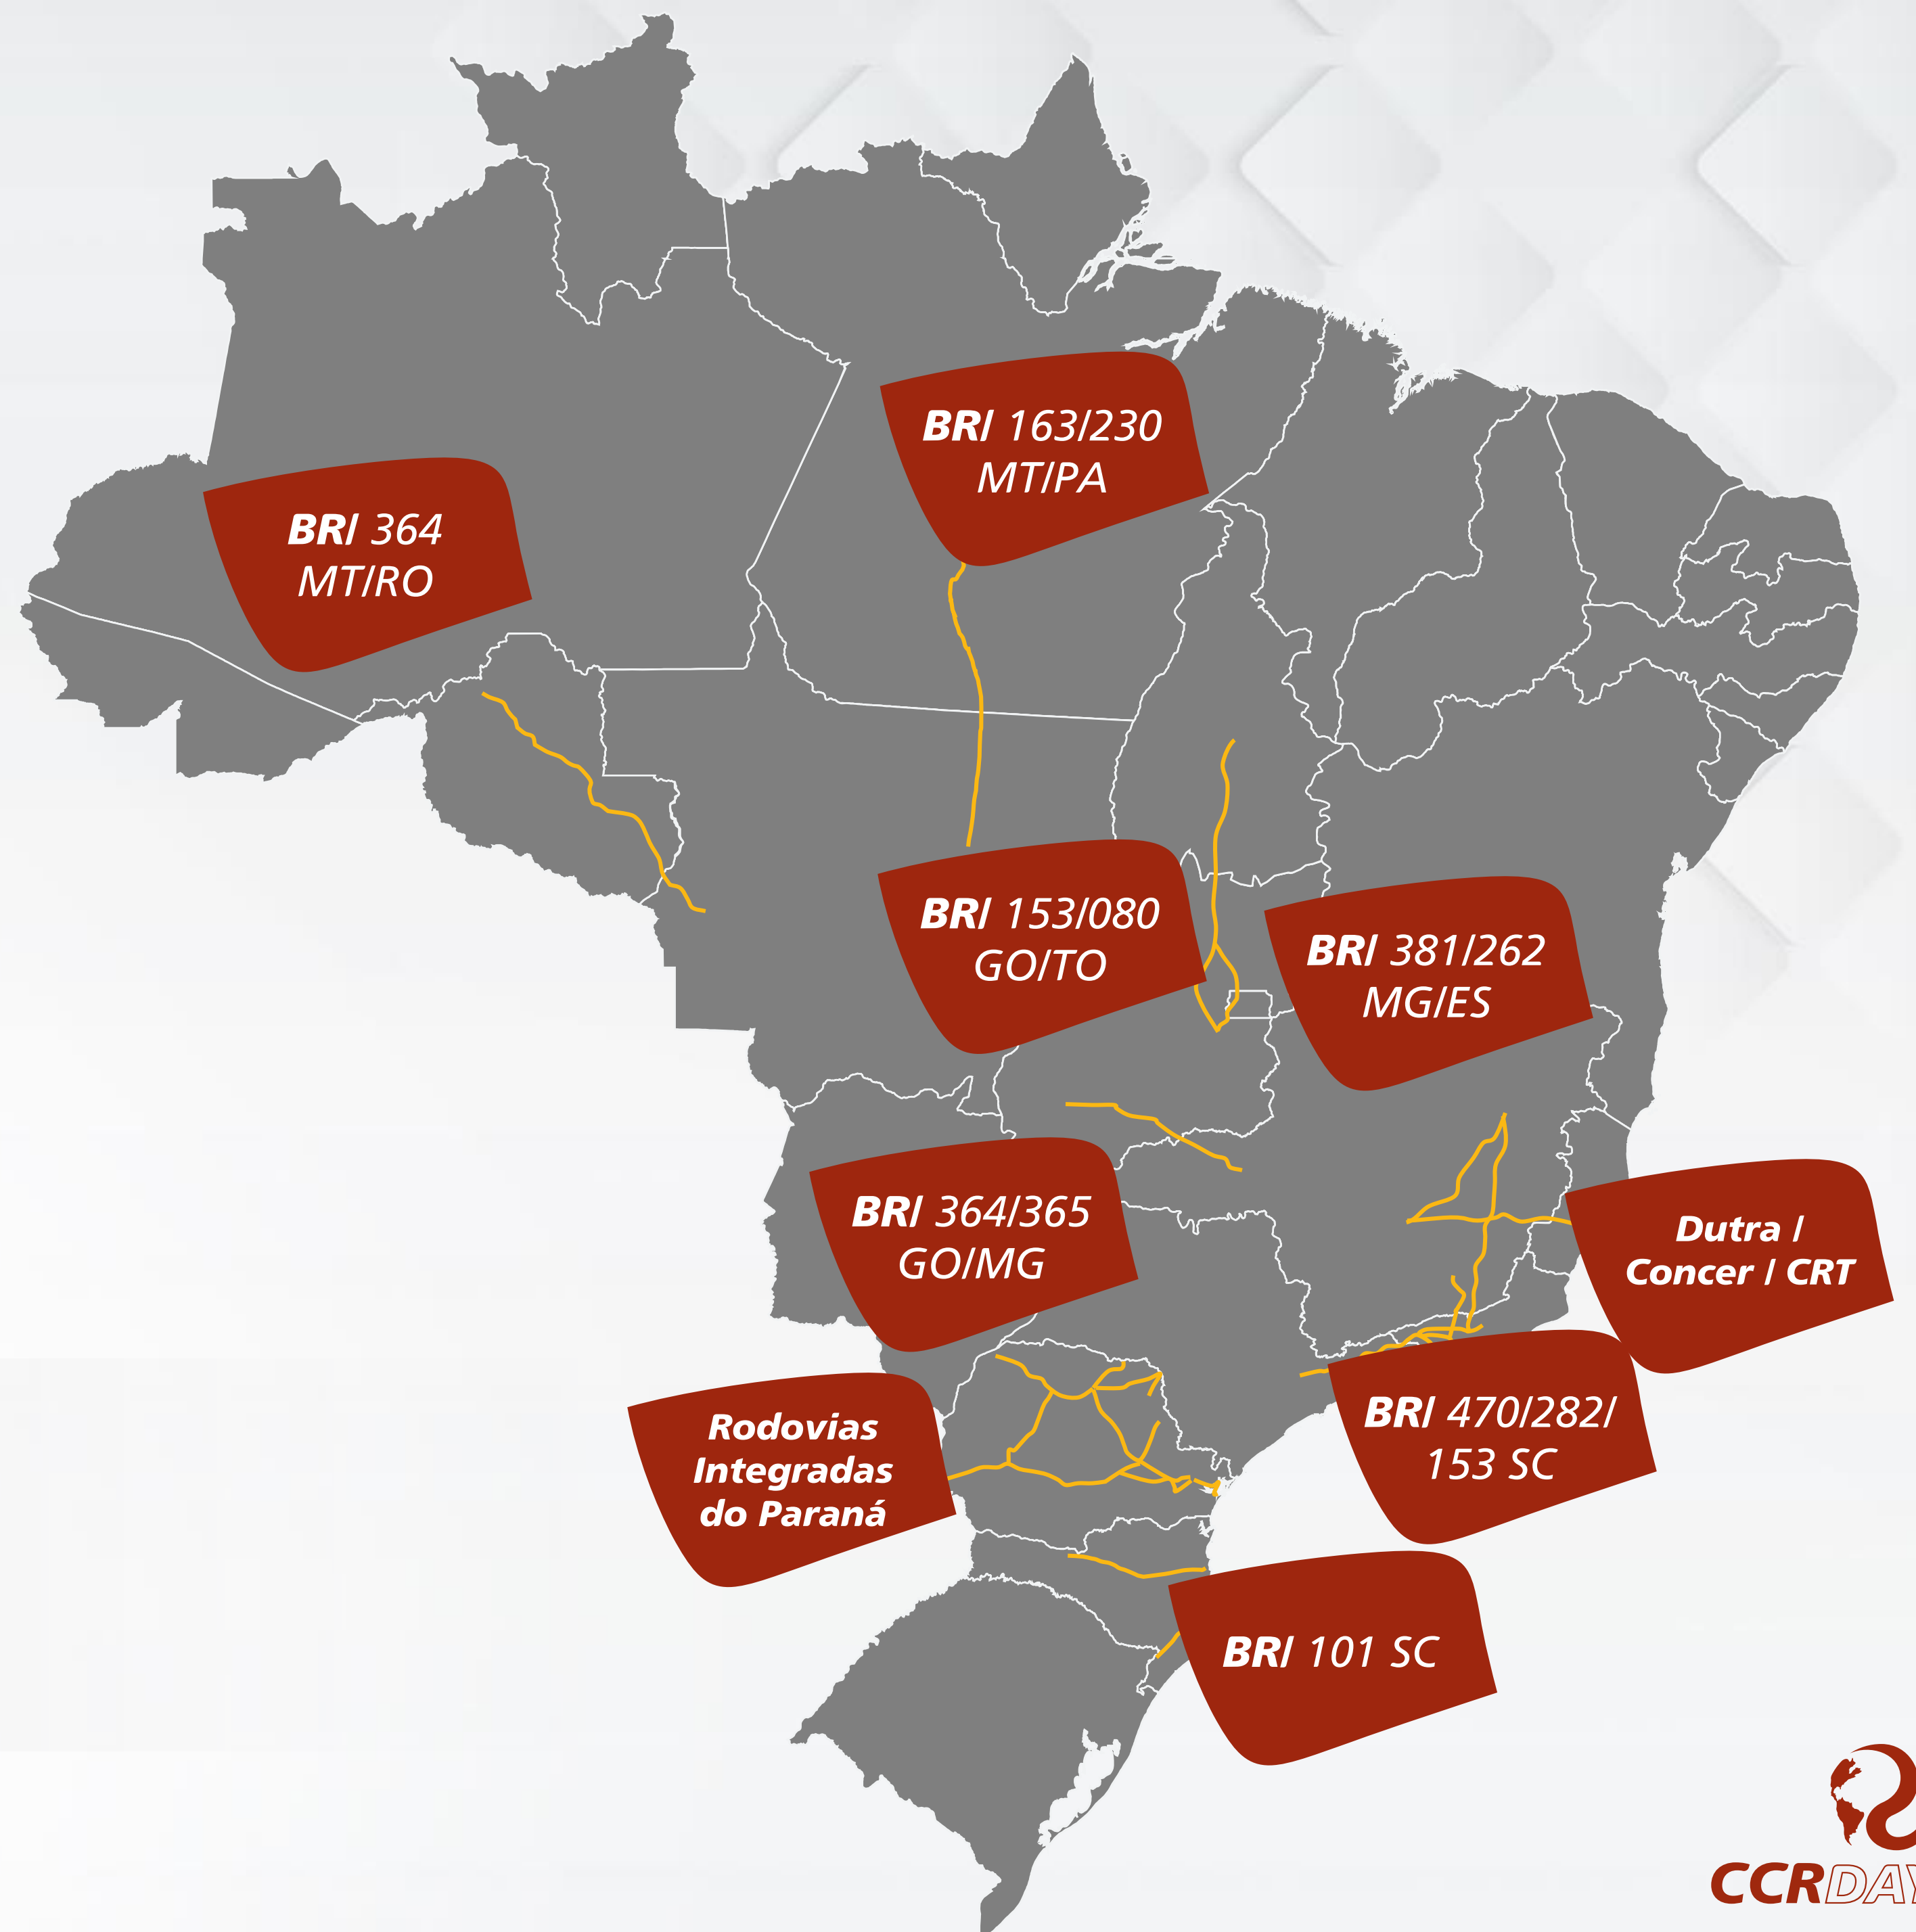 BR/ 163/230
MT/PA
BR/ 364
MT/RO
BR/ 153/080
GO/TO
BR/ 381/262
MG/ES
BR/ 364/365
GO/MG
Dutra /
Concer / CRT
BR/ 470/282/
153 SC
Rodovias
Integradas
do Paraná
BR/ 101 SC
CCRDAY